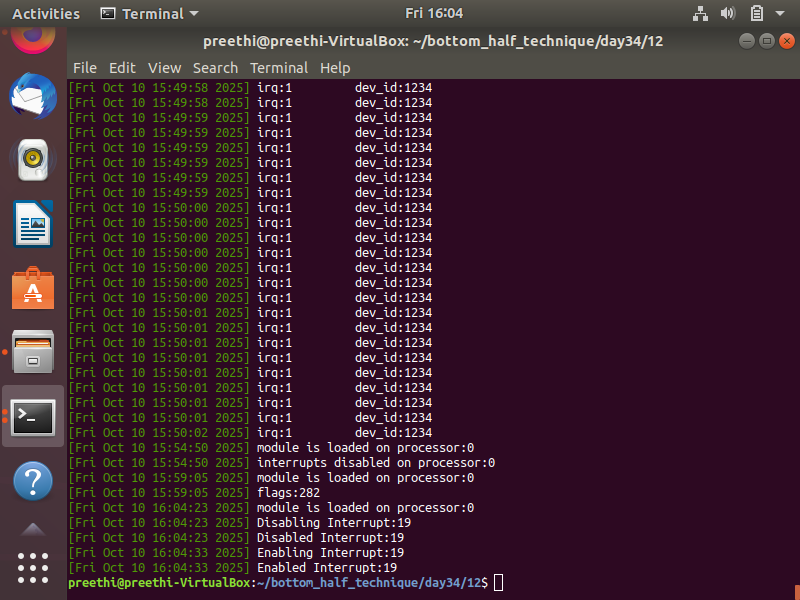 Activities Terminal Fri 16:04
preethi@preethi-VirtualBox: ~/bottom_half_technique/day34/12
File Edit View Search Terminal Help
[Fri Oct 10 15:49:58 2025] irq:1 dev_id:1234
[Fri Oct 10 15:49:58 2025] irq:1 dev_id:1234
[Fri Oct 10 15:49:59 2025] irq:1 dev_id:1234
[Fri Oct 10 15:49:59 2025] irq:1 dev_id:1234
[Fri Oct 10 15:49:59 2025] irq:1 dev_id:1234
[Fri Oct 10 15:49:59 2025] irq:1 dev_id:1234
[Fri Oct 10 15:49:59 2025] irq:1 dev_id:1234
[Fri Oct 10 15:49:59 2025] irq:1 dev_id:1234
[Fri Oct 10 15:50:00 2025] irq:1 dev_id:1234
[Fri Oct 10 15:50:00 2025] irq:1 dev_id:1234
[Fri Oct 10 15:50:00 2025] irq:1 dev_id:1234
[Fri Oct 10 15:50:00 2025] irq:1 dev_id:1234
[Fri Oct 10 15:50:00 2025] irq:1 dev_id:1234
[Fri Oct 10 15:50:00 2025] irq:1 dev_id:1234
[Fri Oct 10 15:50:00 2025] irq:1 dev_id:1234
[Fri Oct 10 15:50:01 2025] irq:1 dev_id:1234
[Fri Oct 10 15:50:01 2025] irq:1 dev_id:1234
[Fri Oct 10 15:50:01 2025] irq:1 dev_id:1234
[Fri Oct 10 15:50:01 2025] irq:1 dev_id:1234
[Fri Oct 10 15:50:01 2025] irq:1 dev_id:1234
[Fri Oct 10 15:50:01 2025] irq:1 dev_id:1234
[Fri Oct 10 15:50:01 2025] irq:1 dev_id:1234
[Fri Oct 10 15:50:01 2025] irq:1 dev_id:1234
[Fri Oct 10 15:50:02 2025] irq:1 dev_id:1234
[Fri Oct 10 15:54:50 2025] module is loaded on processor:0
[Fri Oct 10 15:54:50 2025] interrupts disabled on processor:0
[Fri Oct 10 15:59:05 2025] module is loaded on processor:0
[Fri Oct 10 15:59:05 2025] flags:282
[Fri Oct 10 16:04:23 2025] module is loaded on processor:0
[Fri Oct 10 16:04:23 2025] Disabling Interrupt:19
[Fri Oct 10 16:04:23 2025] Disabled Interrupt:19
[Fri Oct 10 16:04:33 2025] Enabling Interrupt:19
[Fri Oct 10 16:04:33 2025] Enabled Interrupt:19
preethi@preethi-VirtualBox:~/bottom_half_technique/day34/12$